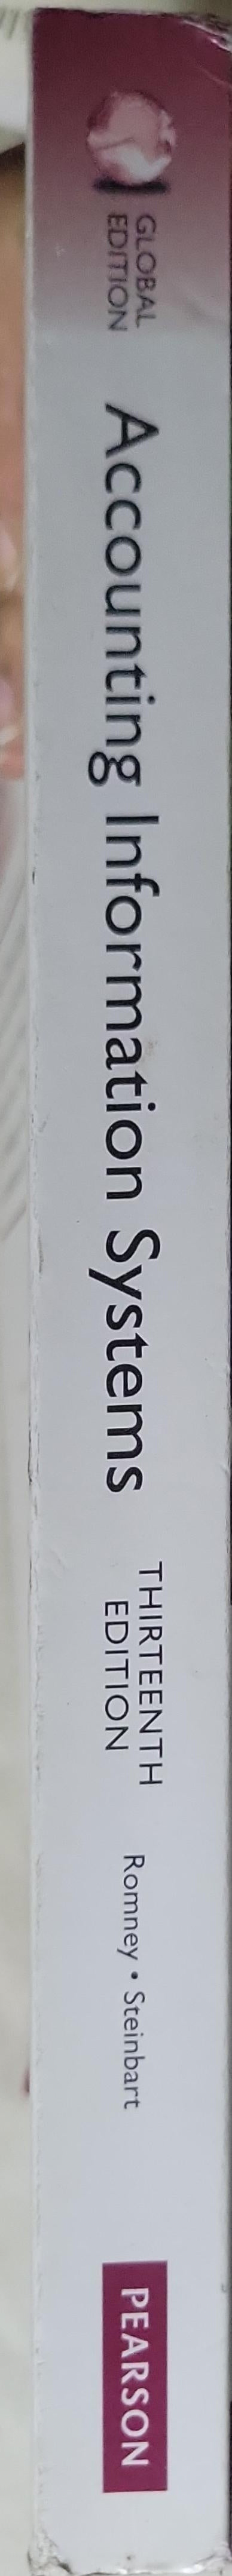 GLOBAL
EDITION
Accounting Information Systems
THIRTEENTH
EDITION
Romney • Steinbart
PEARSON